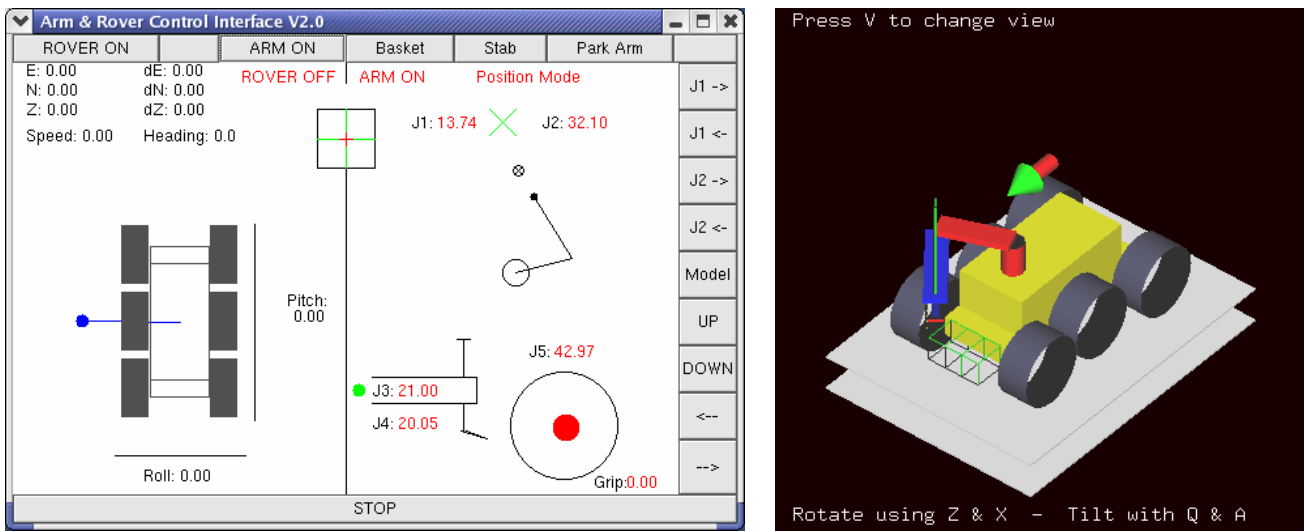 Arm & Rover Control Interface V2.0
ROVER ON ARM ON Basket Stab Park Arm
E: 0.00 dE: 0.00
N: 0.00 dN: 0.00
Z: 0.00 dZ: 0.00
Speed: 0.00 Heading: 0.0
ROVER OFF ARM ON Position Mode
J1: 13.74 J2: 32.10
Pitch:
0.00
J5: 42.97
J3: 21.00
J4: 20.05
Roll: 0.00
Grip:0.00
J1 ->
J1 <-
J2 ->
J2 <-
Model
UP
DOWN
<--
-->
STOP
Press V to change view
Rotate using Z & X - Tilt with Q & A